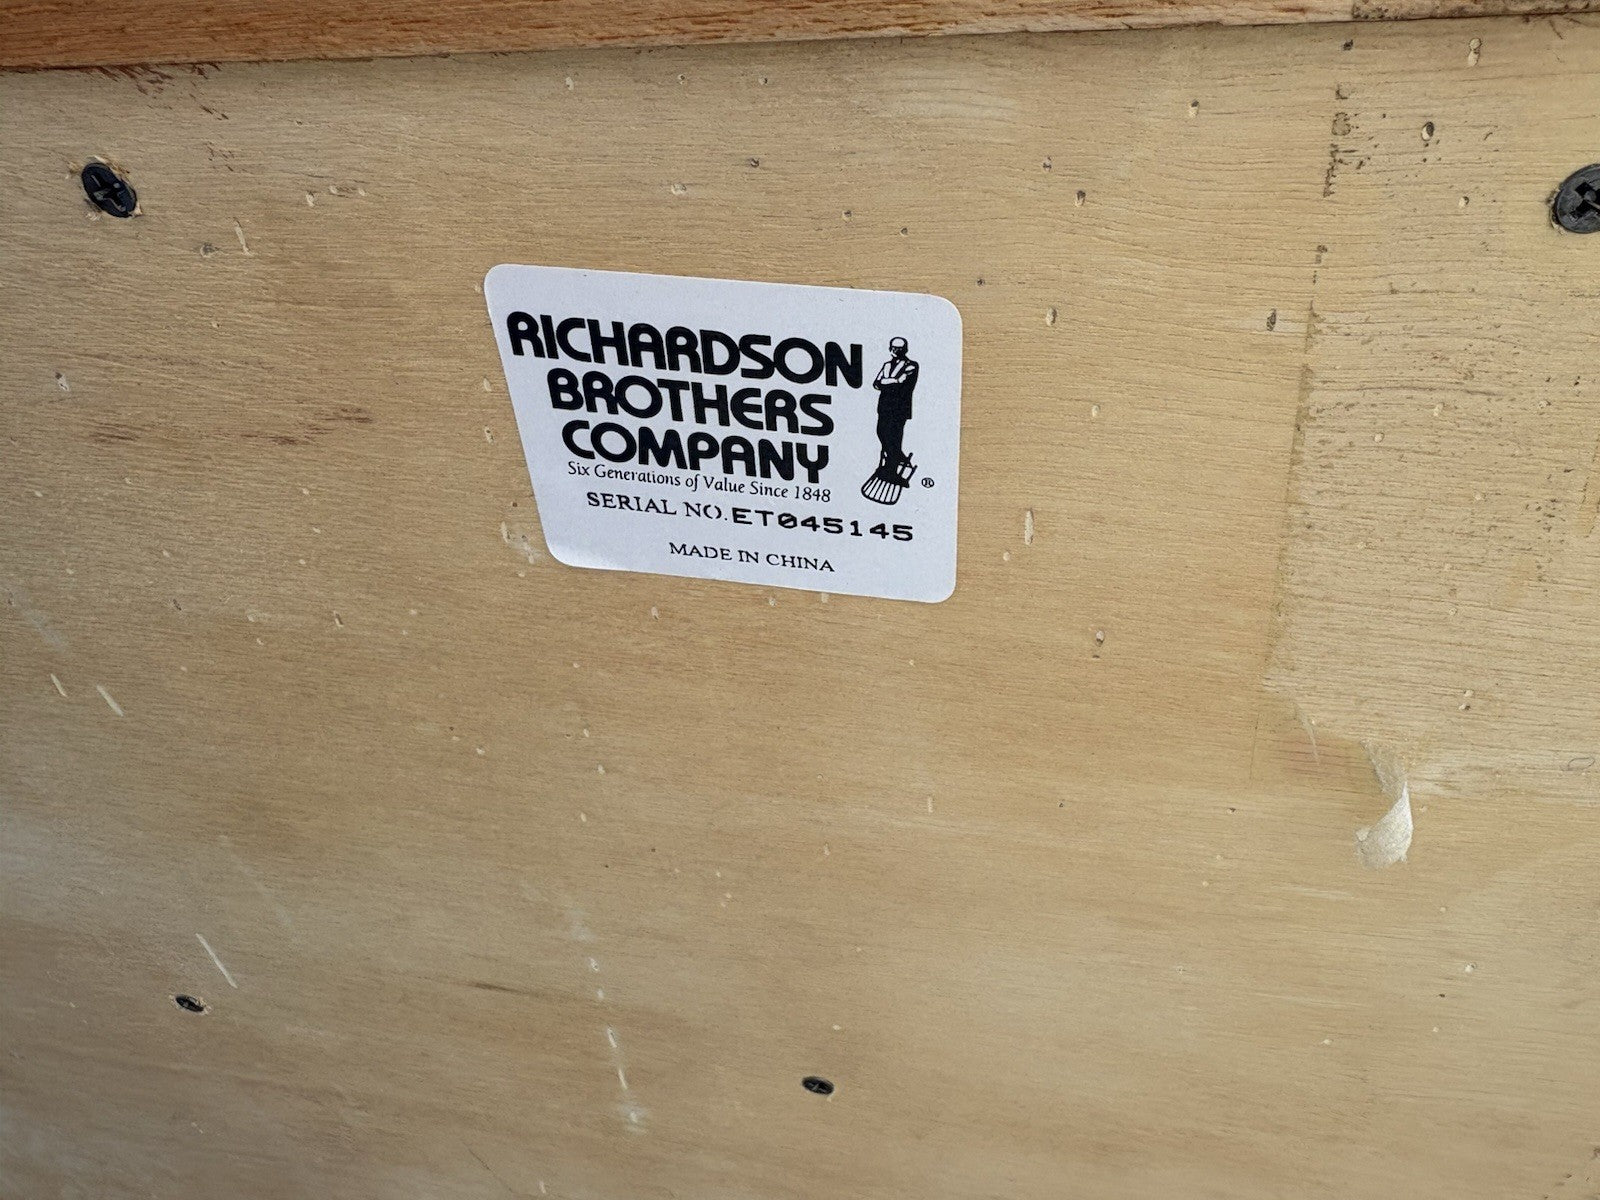 RICHARDSON
BROTHERS
COMPANY
®
Six Generations of Value Since 1848
SERIAL NO. ET045145
MADE IN CHINA